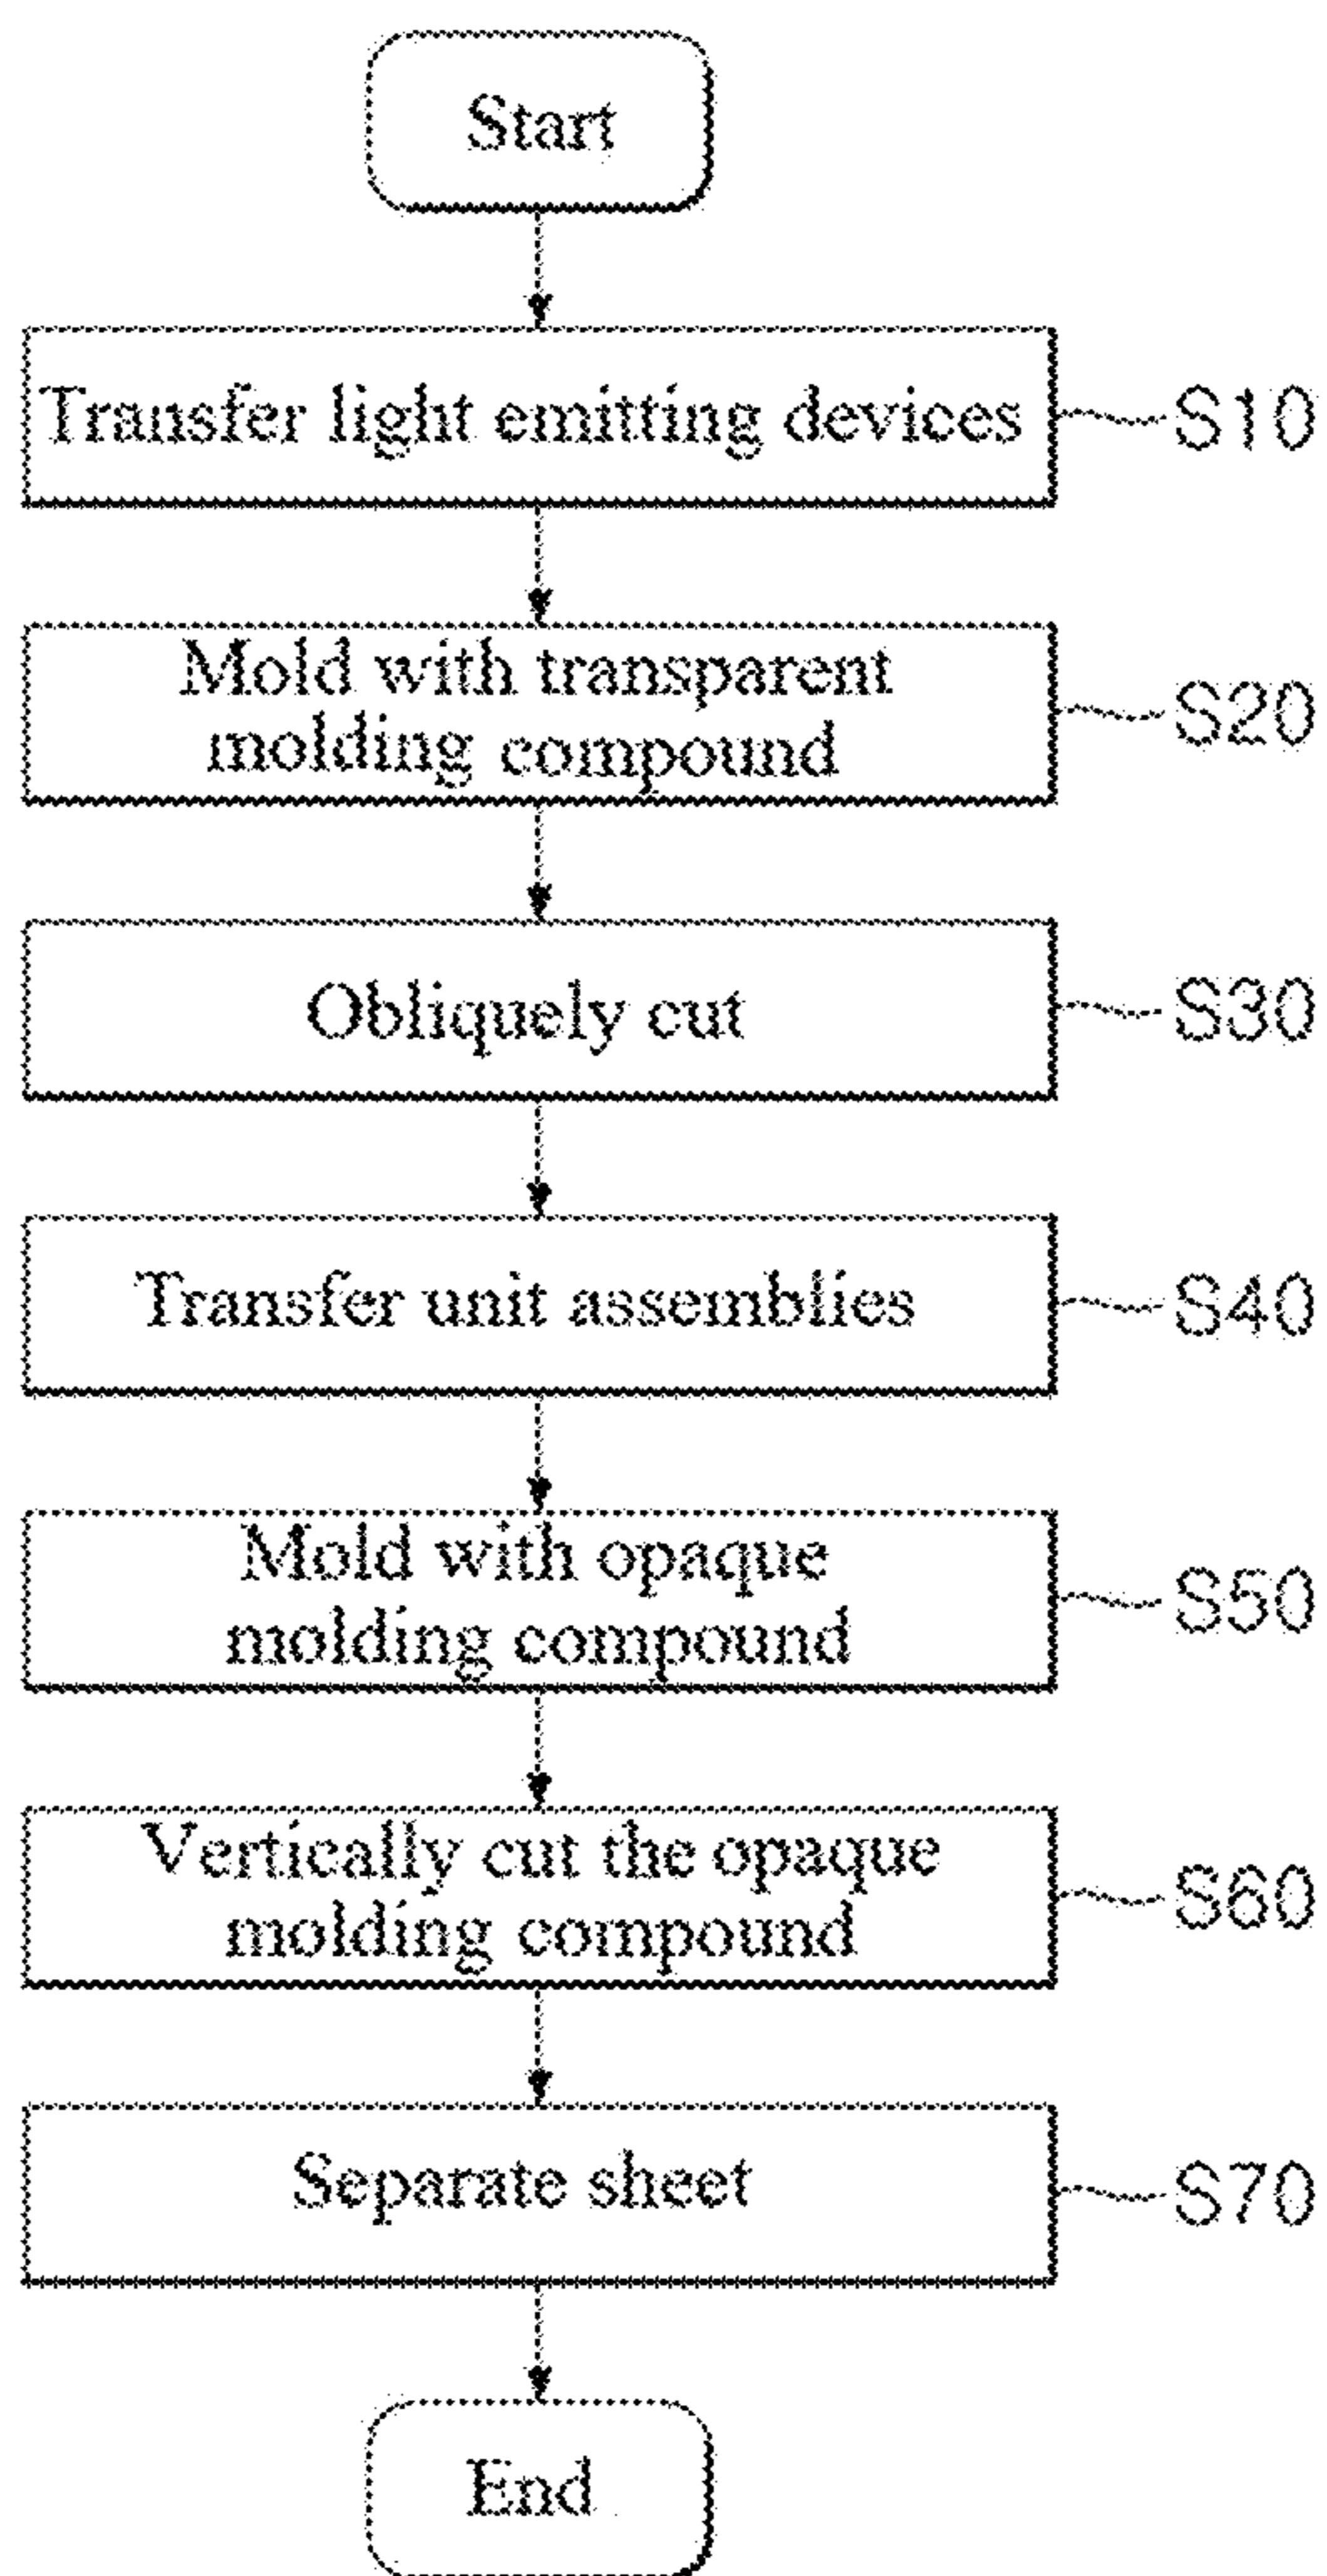 Start
Transfer light emitting devices
S10
Mold with transparent
molding compound
S20
Obliquely cut
S30
Transfer unit assemblies
S40
Mold with opaque
molding compound
S50
Vertically cut the opaque
molding compound
S60
Separate sheet
S70
End